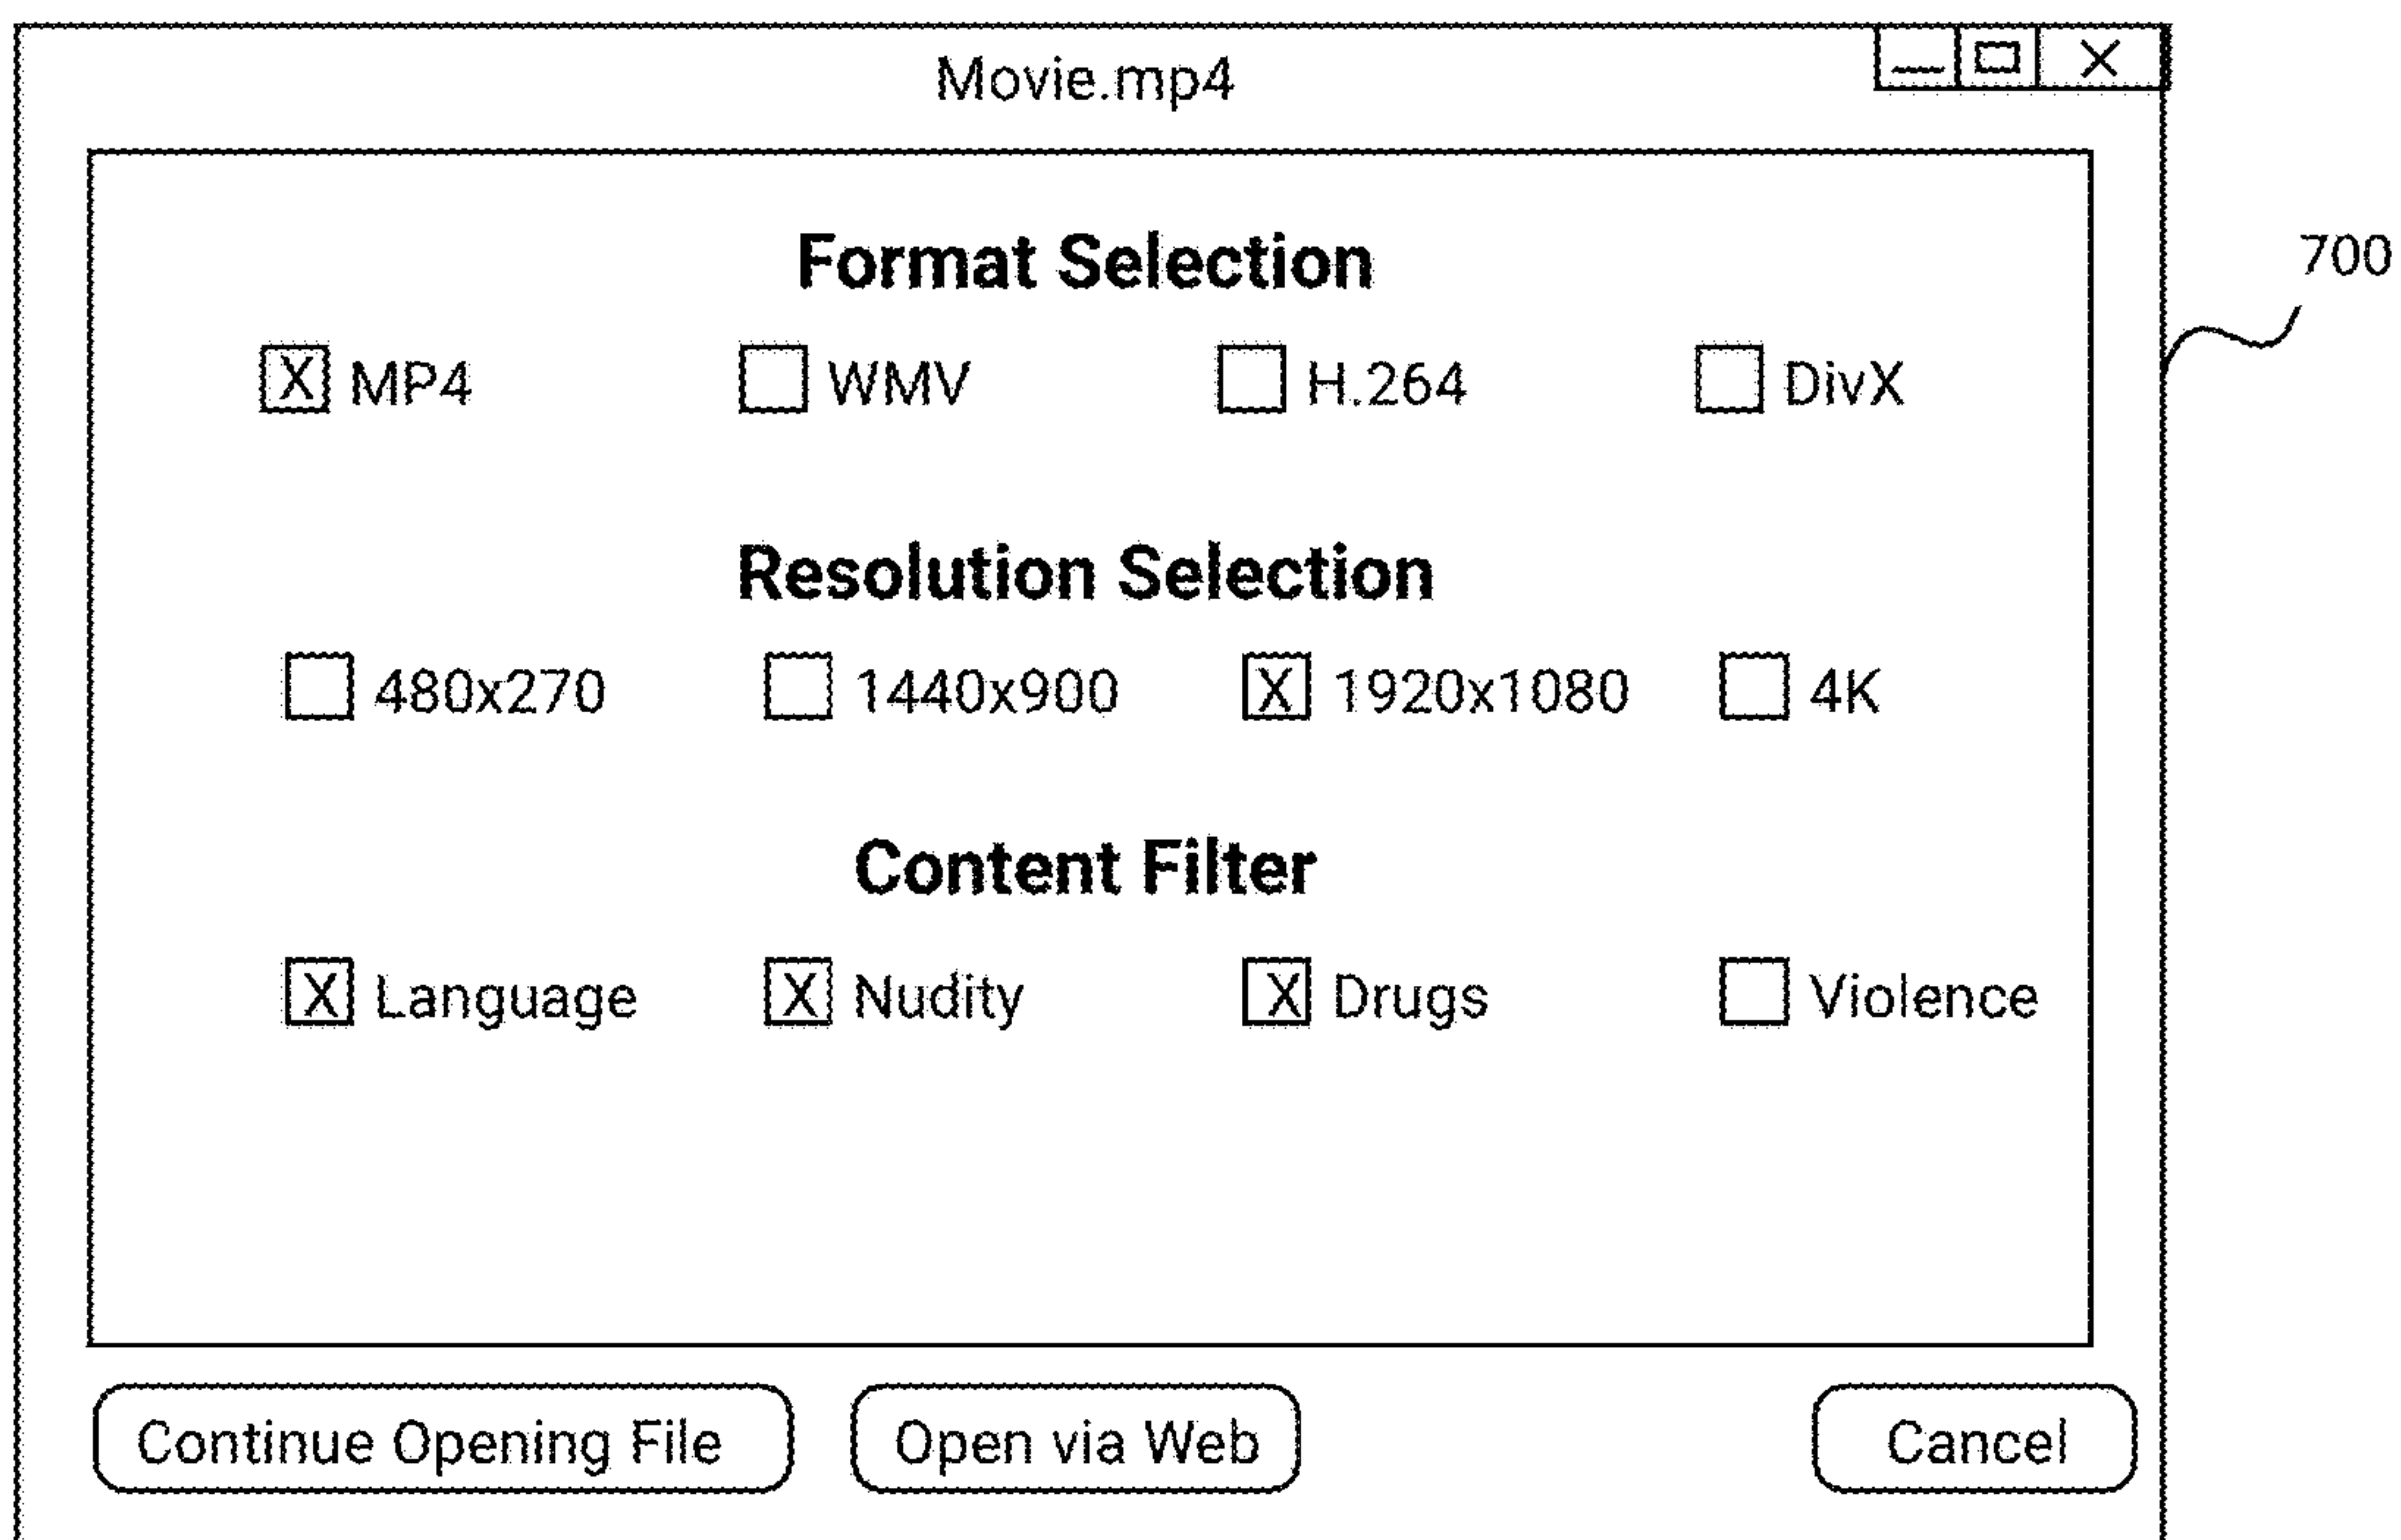 Movie.mp4
Format Selection
700
X MP4 WMV H.264 DivX
Resolution Selection
480x270 1440x900 X 1920x1080 4K
Content Filter
X Language X Nudity X Drugs Violence
Continue Opening File Open via Web Cancel